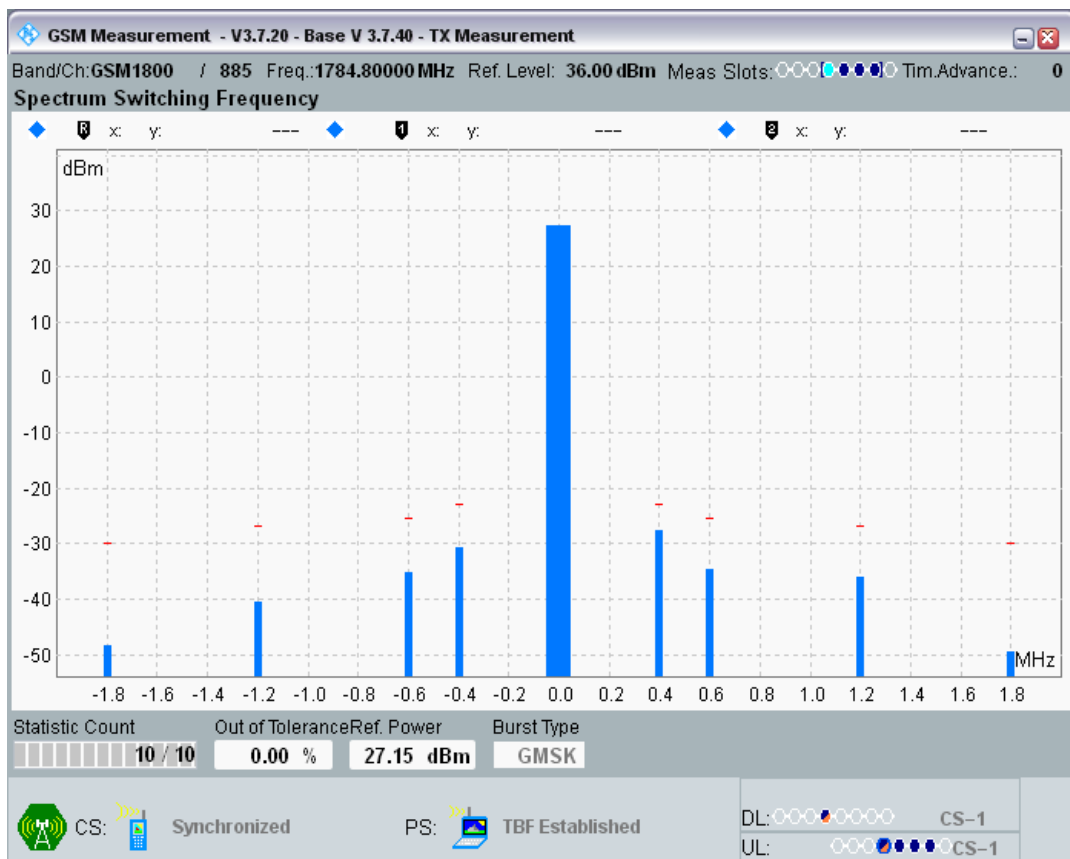 GSM Measurement - V3.7.20 - Base V 3.7.40 - TX Measurement
Band/Ch:GSM1800 / 885 Freq.:1784.80000 MHz Ref. Level: 36.00 dBm Meas Slots: Tim.Advance.: 0
Spectrum Switching Frequency
R x: y: --- 1 x: y: --- 2 x: y: ---
dBm
30
20
10
0
-10
-20
-30
-40
-50
MHz
-1.8 -1.6 -1.4 -1.2 -1.0 -0.8 -0.6 -0.4 -0.2 0.0 0.2 0.4 0.6 0.8 1.0 1.2 1.4 1.6 1.8
Statistic Count Out of Tolerance Ref. Power Burst Type
10 / 10 0.00 % 27.15 dBm GMSK
CS: Synchronized PS: TBF Established
DL: CS-1
UL: CS-1